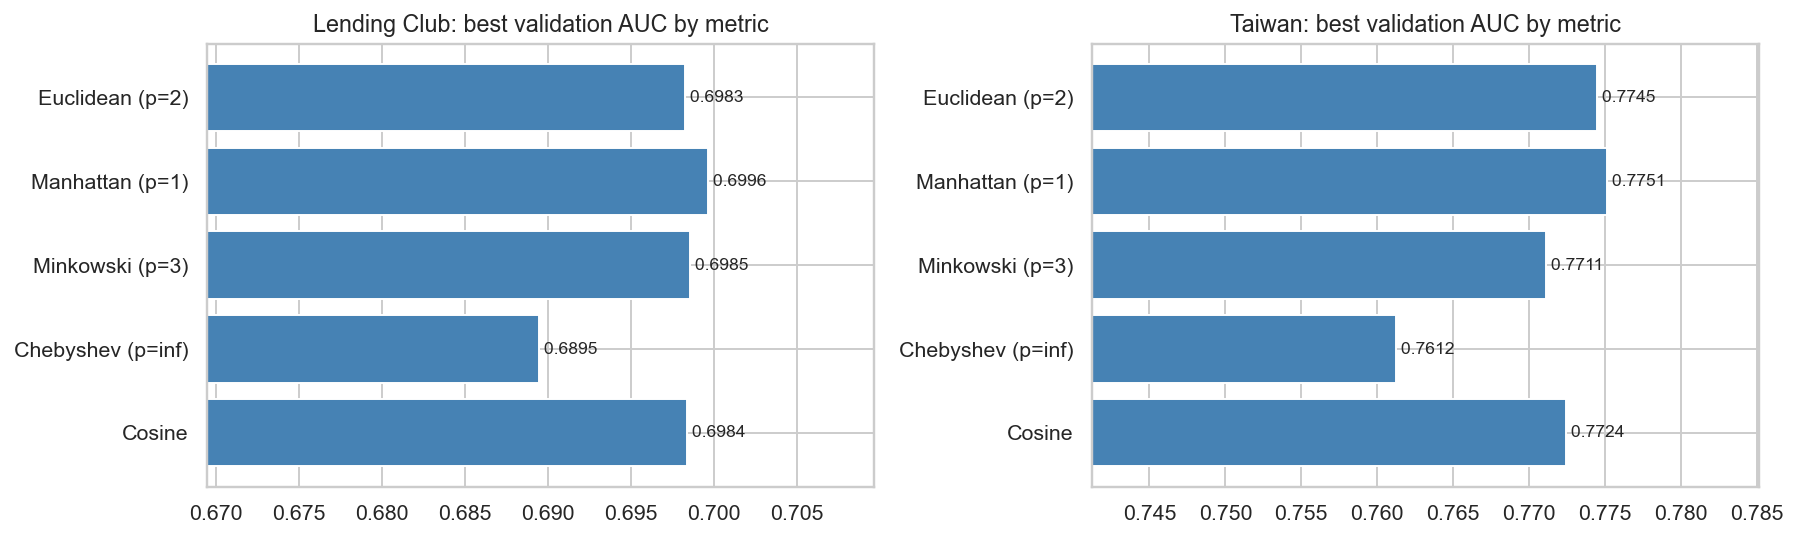 Lending Club: best validation AUC by metric
Euclidean (p=2)
0.6983
Manhattan (p=1)
0.6996
Minkowski (p=3)
0.6985
Chebyshev (p=inf)
0.6895
Cosine
0.6984
0.670 0.675 0.680 0.685 0.690 0.695 0.700 0.705
Taiwan: best validation AUC by metric
Euclidean (p=2)
0.7745
Manhattan (p=1)
0.7751
Minkowski (p=3)
0.7711
Chebyshev (p=inf)
0.7612
Cosine
0.7724
0.745 0.750 0.755 0.760 0.765 0.770 0.775 0.780 0.785